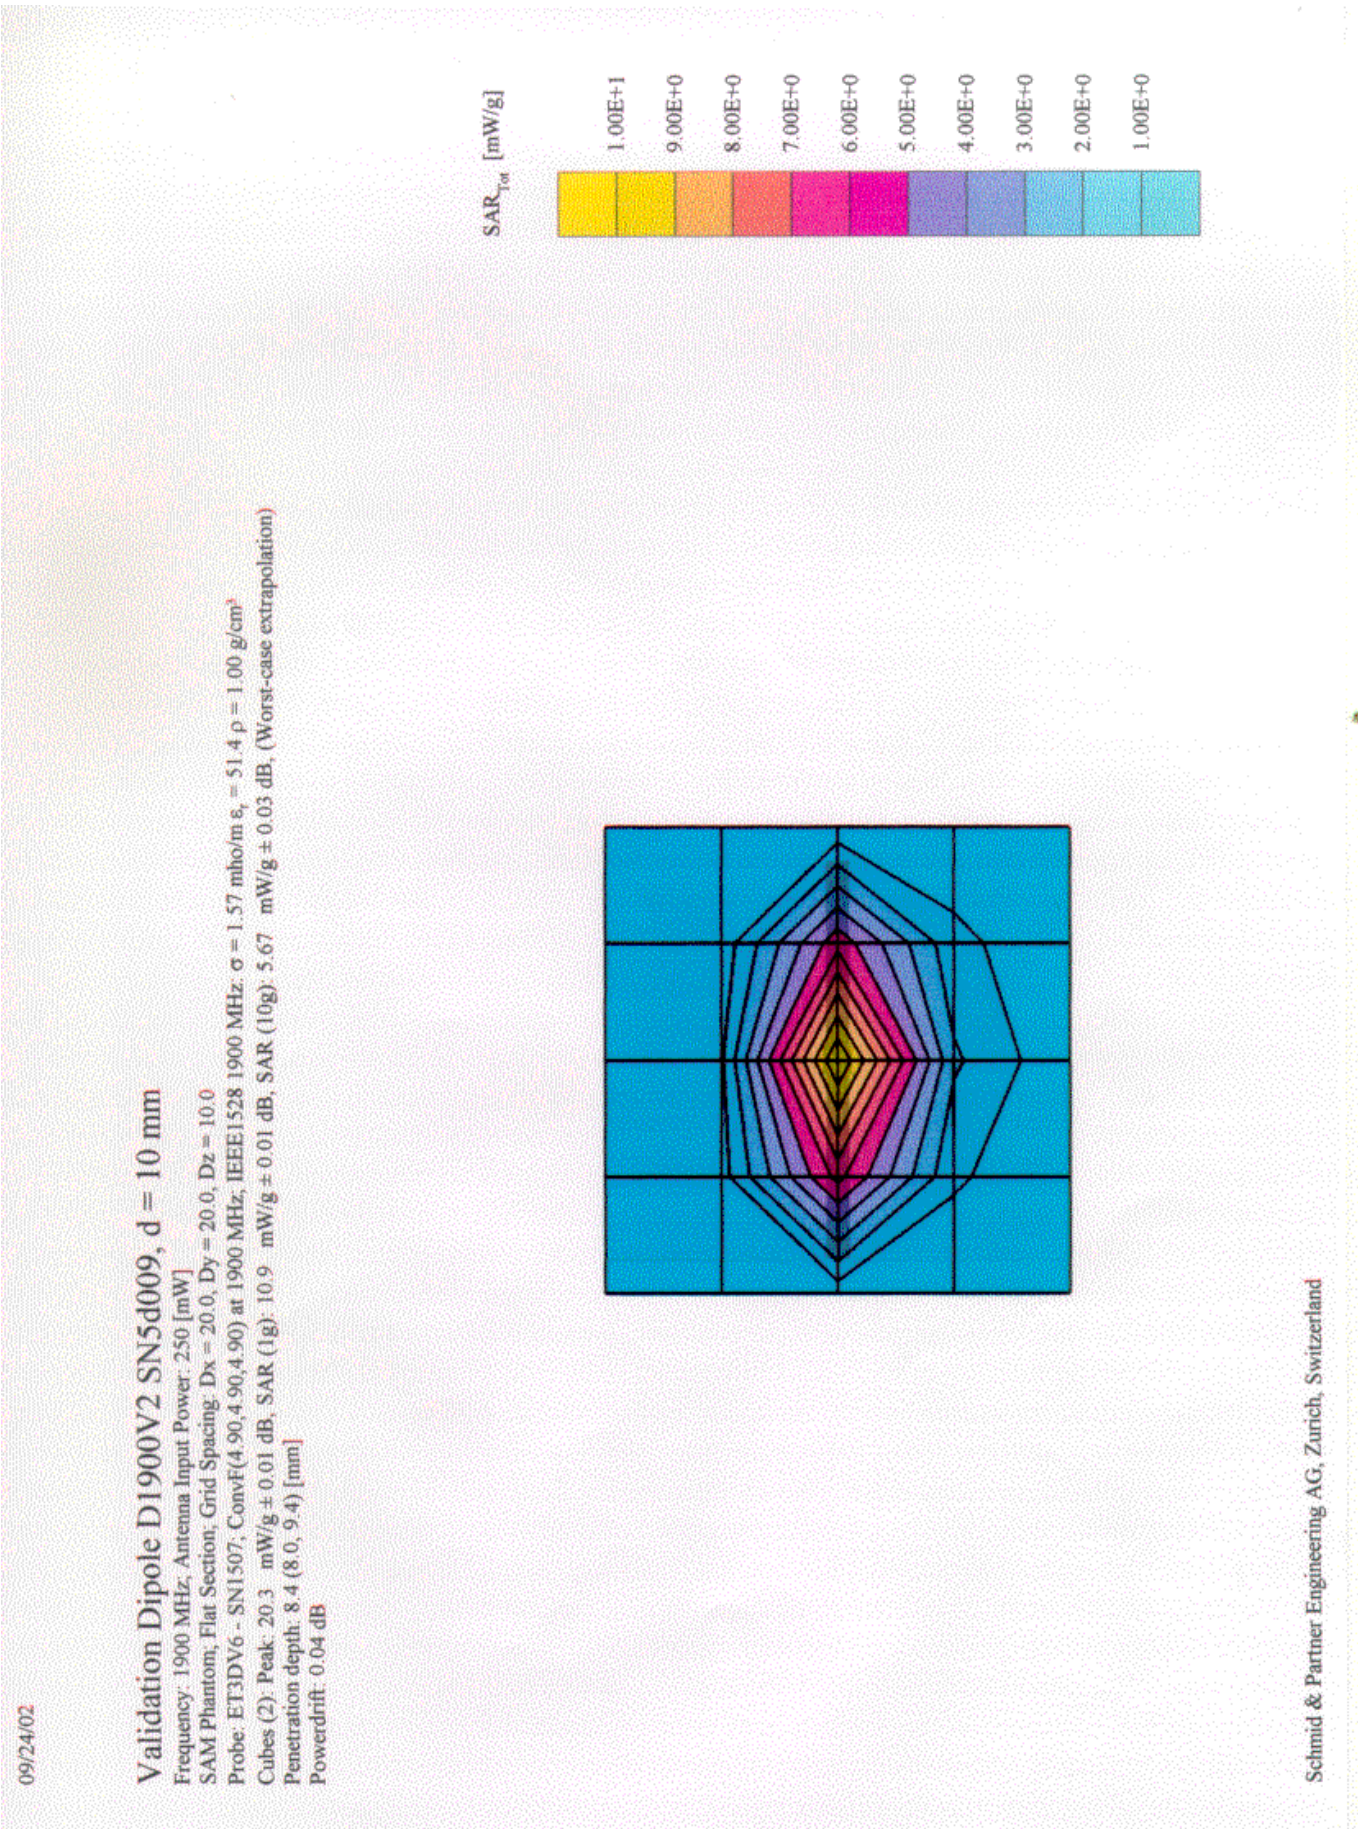 09/24/02
Validation Dipole D1900V2 SN5d009, d = 10 mm
Frequency: 1900 MHz; Antenna Input Power: 250 [mW]
SAM Phantom; Flat Section; Grid Spacing: Dx = 20.0, Dy = 20.0, Dz = 10.0
Probe: ET3DV6 - SN1507; ConvF(4.90,4.90,4.90) at 1900 MHz; IEEE1528 1900 MHz: σ = 1.57 mho/m εr = 51.4 ρ = 1.00 g/cm³
Cubes (2): Peak: 20.3 mW/g ± 0.01 dB, SAR (1g): 10.9 mW/g ± 0.01 dB, SAR (10g): 5.67 mW/g ± 0.03 dB, (Worst-case extrapolation)
Penetration depth: 8.4 (8.0, 9.4) [mm]
Powerdrift: 0.04 dB
SARTot [mW/g]
1.00E+1
9.00E+0
8.00E+0
7.00E+0
6.00E+0
5.00E+0
4.00E+0
3.00E+0
2.00E+0
1.00E+0
Schmid & Partner Engineering AG, Zurich, Switzerland